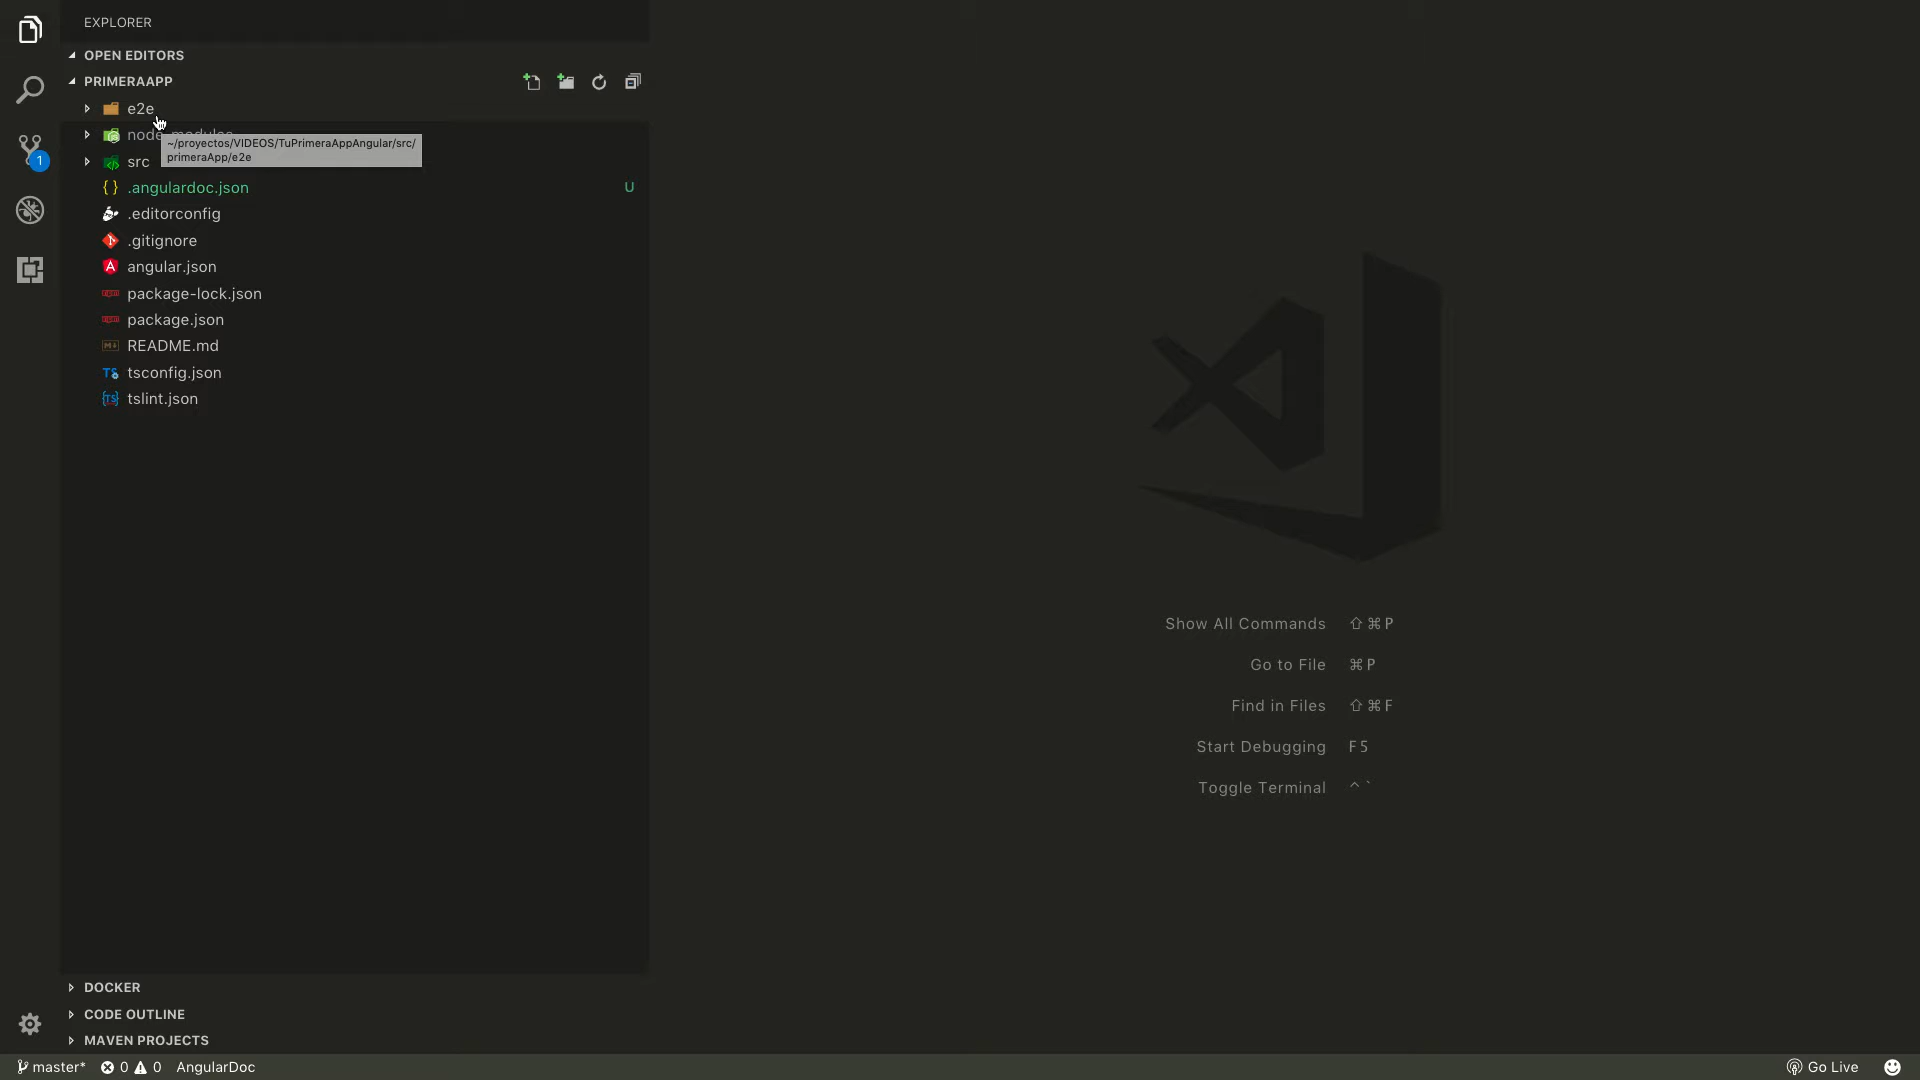 EXPLORER
OPEN EDITORS
PRIMERAAPP
e2e
node_modules
~/proyectos/VIDEOS/TuPrimeraAppAngular/src/
primeraApp/e2e
src
.angulardoc.json U
.editorconfig
.gitignore
angular.json
package-lock.json
package.json
README.md
tsconfig.json
tslint.json
1
Show All Commands ⇧⌘P
Go to File ⌘P
Find in Files ⇧⌘F
Start Debugging F5
Toggle Terminal ^`
DOCKER
CODE OUTLINE
MAVEN PROJECTS
master* 0 0 AngularDoc Go Live